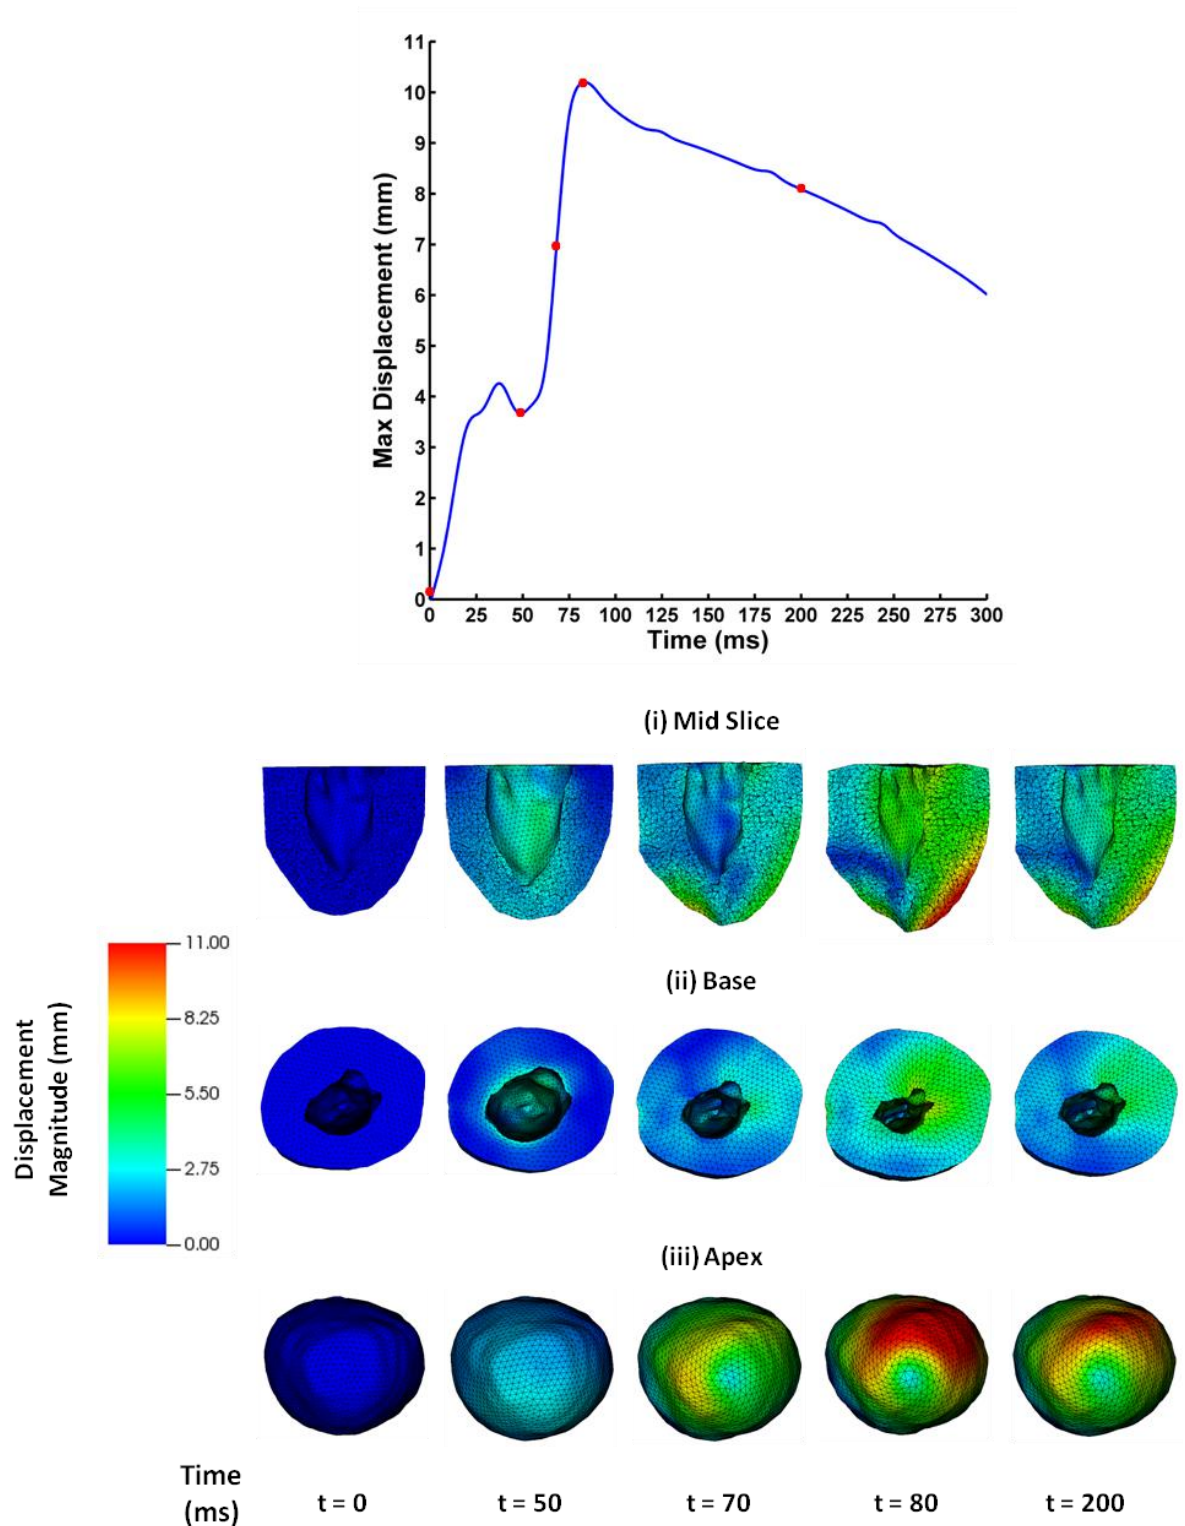 11
10
9
8
7
6
5
4
3
2
1
0
Max Displacement (mm)
0 25 50 75 100 125 150 175 200 225 250 275 300
Time (ms)
(i) Mid Slice
(ii) Base
(iii) Apex
Displacement
Magnitude (mm)
11.00
8.25
5.50
2.75
0.00
Time
(ms)
t = 0 t = 50 t = 70 t = 80 t = 200